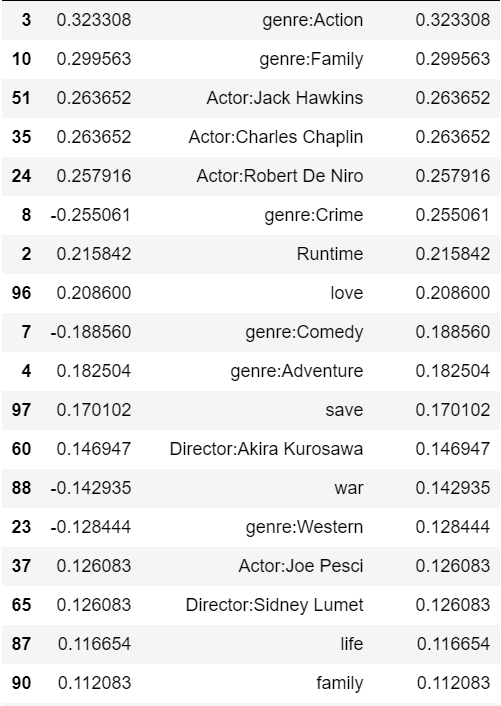 3 0.323308 genre:Action 0.323308
10 0.299563 genre:Family 0.299563
51 0.263652 Actor:Jack Hawkins 0.263652
35 0.263652 Actor:Charles Chaplin 0.263652
24 0.257916 Actor:Robert De Niro 0.257916
8 -0.255061 genre:Crime 0.255061
2 0.215842 Runtime 0.215842
96 0.208600 love 0.208600
7 -0.188560 genre:Comedy 0.188560
4 0.182504 genre:Adventure 0.182504
97 0.170102 save 0.170102
60 0.146947 Director:Akira Kurosawa 0.146947
88 -0.142935 war 0.142935
23 -0.128444 genre:Western 0.128444
37 0.126083 Actor:Joe Pesci 0.126083
65 0.126083 Director:Sidney Lumet 0.126083
87 0.116654 life 0.116654
90 0.112083 family 0.112083